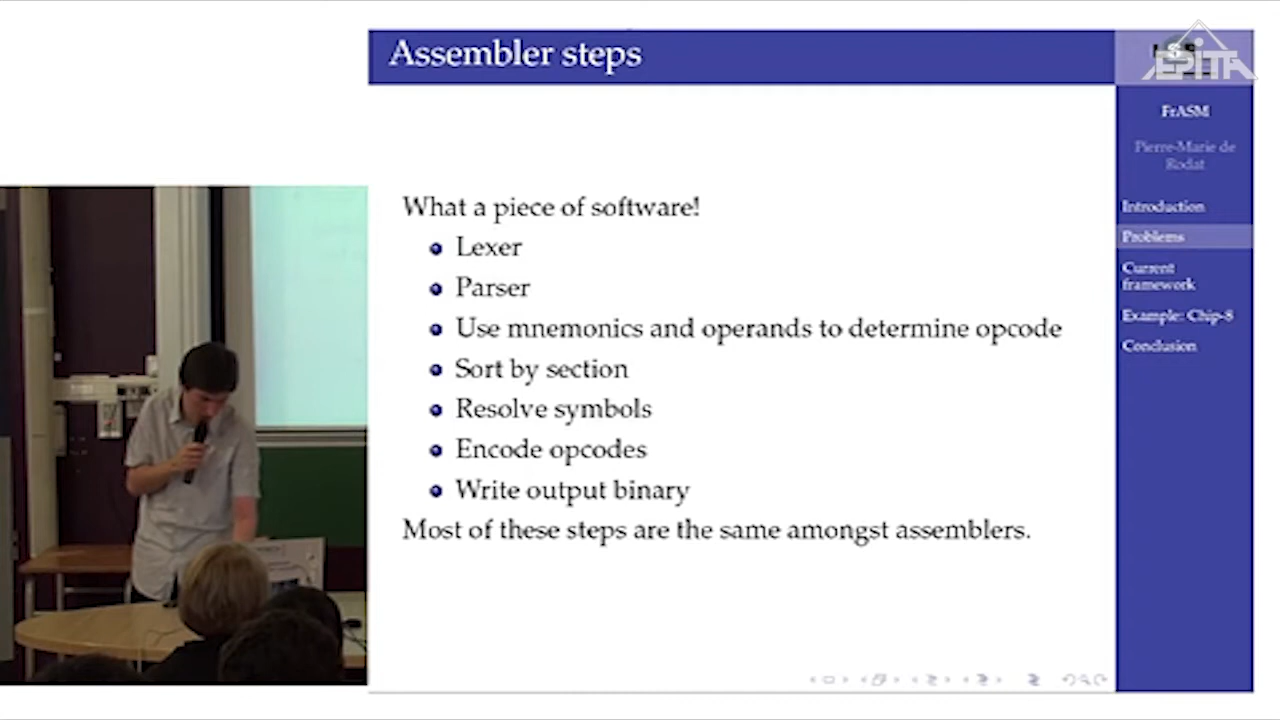 Assembler steps
EPITA
FrASM
Pierre-Marie de
Rodat
Introduction
Problems
Current
framework
Example: Chip-8
Conclusion
What a piece of software!
Lexer
Parser
Use mnemonics and operands to determine opcode
Sort by section
Resolve symbols
Encode opcodes
Write output binary
Most of these steps are the same amongst assemblers.